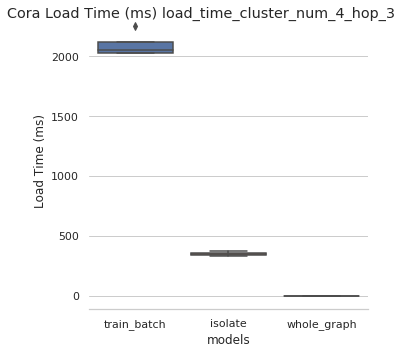 Cora Load Time (ms) load_time_cluster_num_4_hop_3
2000
1500
1000
500
0
Load Time (ms)
train_batch
isolate
whole_graph
models